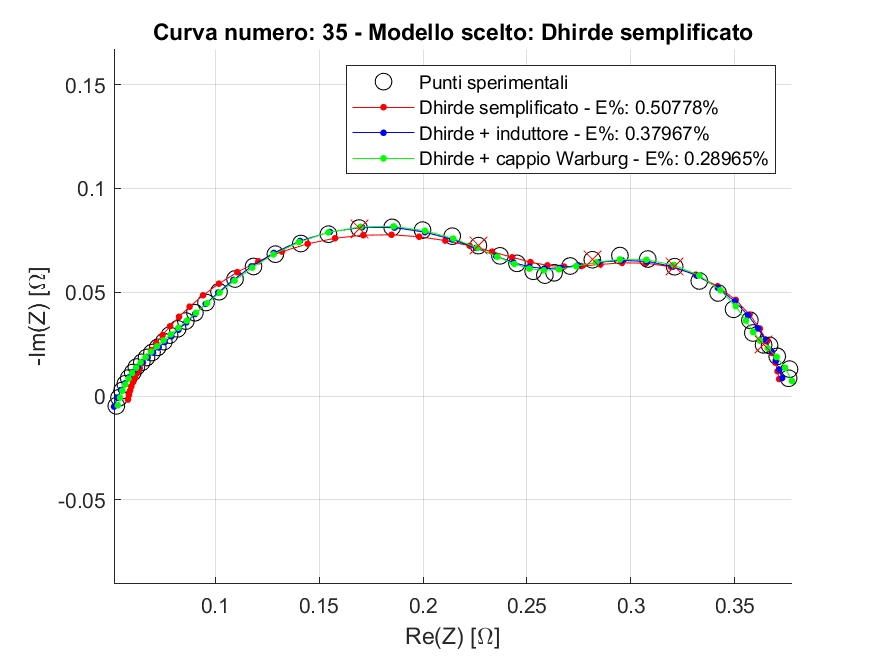 Curva numero: 35 - Modello scelto: Dhirde semplificato
Punti sperimentali
Dhirde semplificato - E%: 0.50778%
Dhirde + induttore - E%: 0.37967%
Dhirde + cappio Warburg - E%: 0.28965%
0.15
0.1
0.05
0
-0.05
-Im(Z) [Ω]
0.1 0.15 0.2 0.25 0.3 0.35
Re(Z) [Ω]